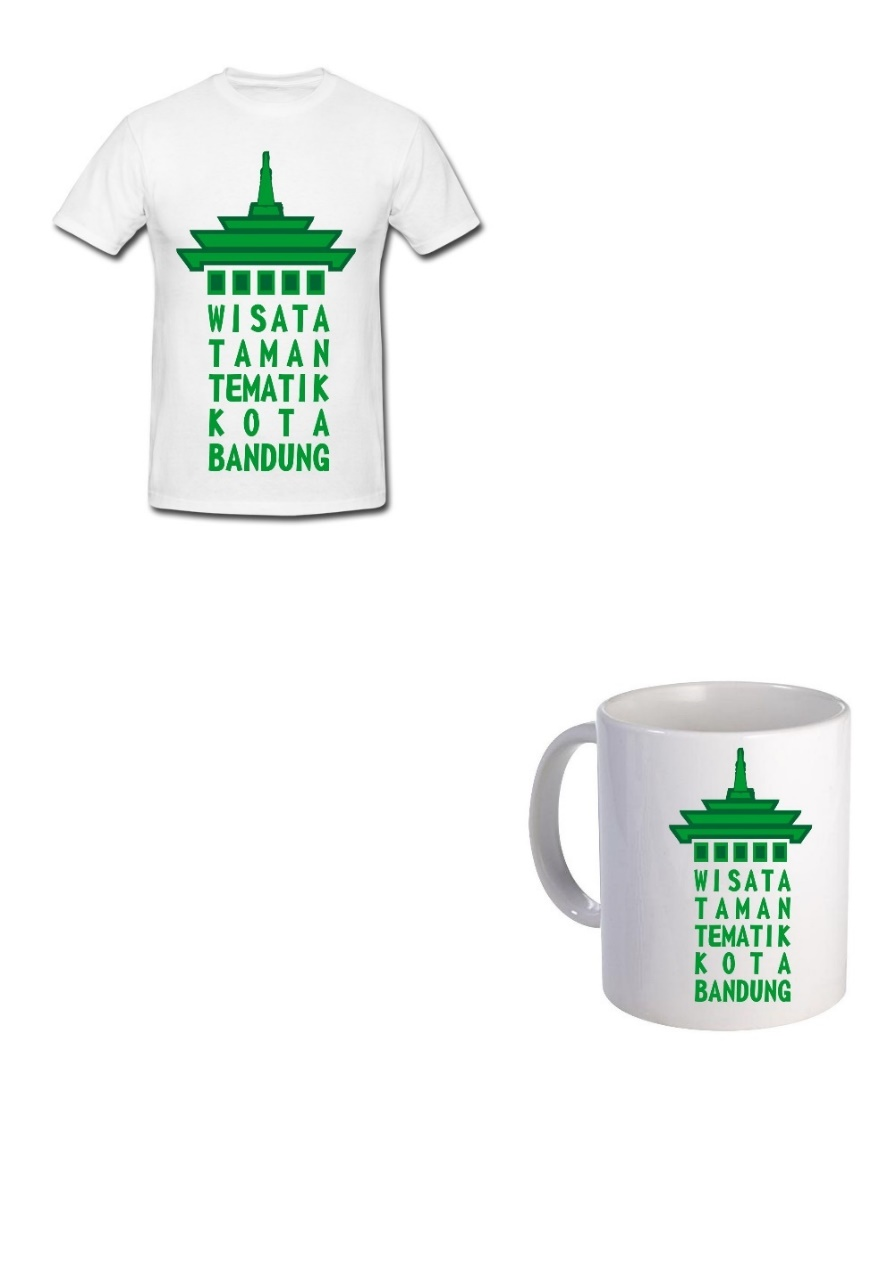 WISATA
TAMAN
TEMATIK
KOTA
BANDUNG
WISATA
TAMAN
TEMATIK
KOTA
BANDUNG